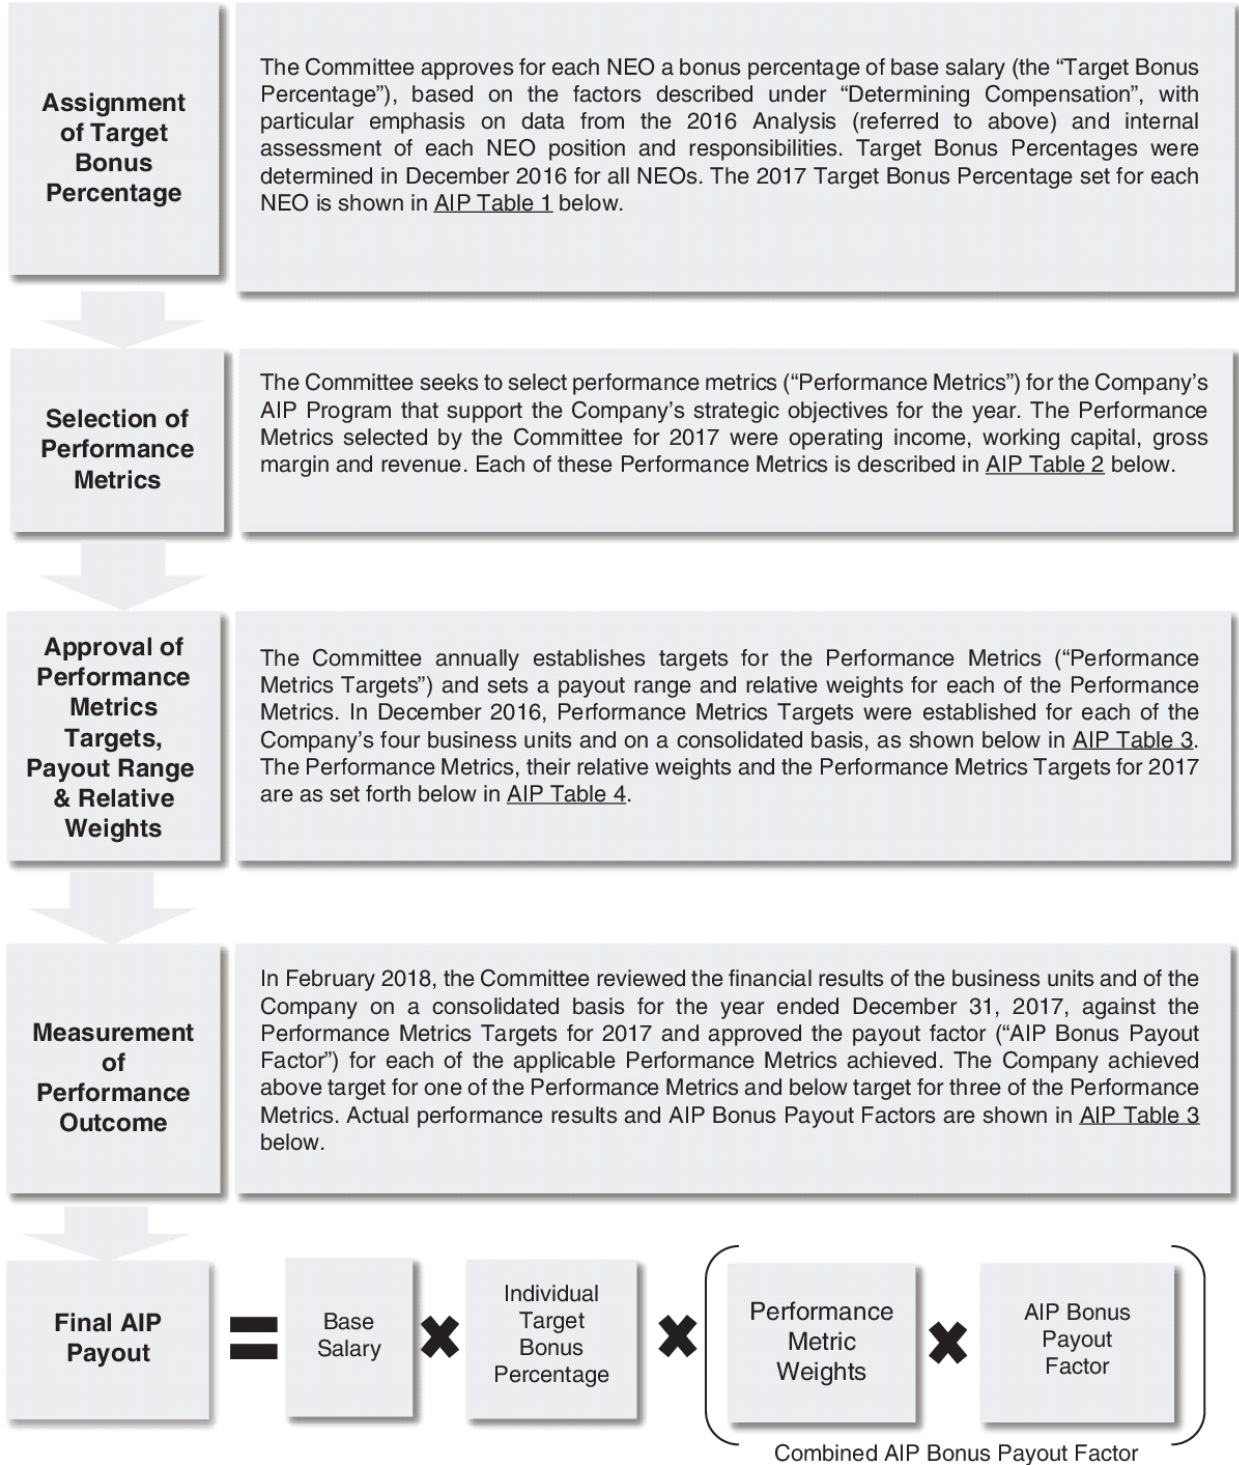 Assignment
of Target
Bonus
Percentage
The Committee approves for each NEO a bonus percentage of base salary (the “Target Bonus
Percentage”), based on the factors described under “Determining Compensation”, with
particular emphasis on data from the 2016 Analysis (referred to above) and internal
assessment of each NEO position and responsibilities. Target Bonus Percentages were
determined in December 2016 for all NEOs. The 2017 Target Bonus Percentage set for each
NEO is shown in AIP Table 1 below.
Selection of
Performance
Metrics
The Committee seeks to select performance metrics (“Performance Metrics”) for the Company’s
AIP Program that support the Company’s strategic objectives for the year. The Performance
Metrics selected by the Committee for 2017 were operating income, working capital, gross
margin and revenue. Each of these Performance Metrics is described in AIP Table 2 below.
Approval of
Performance
Metrics
Targets,
Payout Range
& Relative
Weights
The Committee annually establishes targets for the Performance Metrics (“Performance
Metrics Targets”) and sets a payout range and relative weights for each of the Performance
Metrics. In December 2016, Performance Metrics Targets were established for each of the
Company’s four business units and on a consolidated basis, as shown below in AIP Table 3.
The Performance Metrics, their relative weights and the Performance Metrics Targets for 2017
are as set forth below in AIP Table 4.
Measurement
of
Performance
Outcome
In February 2018, the Committee reviewed the financial results of the business units and of the
Company on a consolidated basis for the year ended December 31, 2017, against the
Performance Metrics Targets for 2017 and approved the payout factor (“AIP Bonus Payout
Factor”) for each of the applicable Performance Metrics achieved. The Company achieved
above target for one of the Performance Metrics and below target for three of the Performance
Metrics. Actual performance results and AIP Bonus Payout Factors are shown in AIP Table 3
below.
Final AIP
Payout
Base
Salary
Individual
Target
Bonus
Percentage
Performance
Metric
Weights
AIP Bonus
Payout
Factor
Combined AIP Bonus Payout Factor